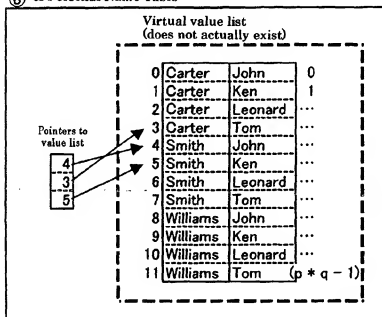 Virtual value list
(does not actually exist)
0 Carter John 0
1 Carter Ken 1
2 Carter Leonard ...
Pointers to
value list
3 Carter Tom ...
4 4 Smith John ...
3 5 Smith Ken ...
5 6 Smith Leonard ...
7 Smith Tom ...
8 Williams John ...
9 Williams Ken ...
10 Williams Leonard ...
11 Williams Tom (p * q - 1)